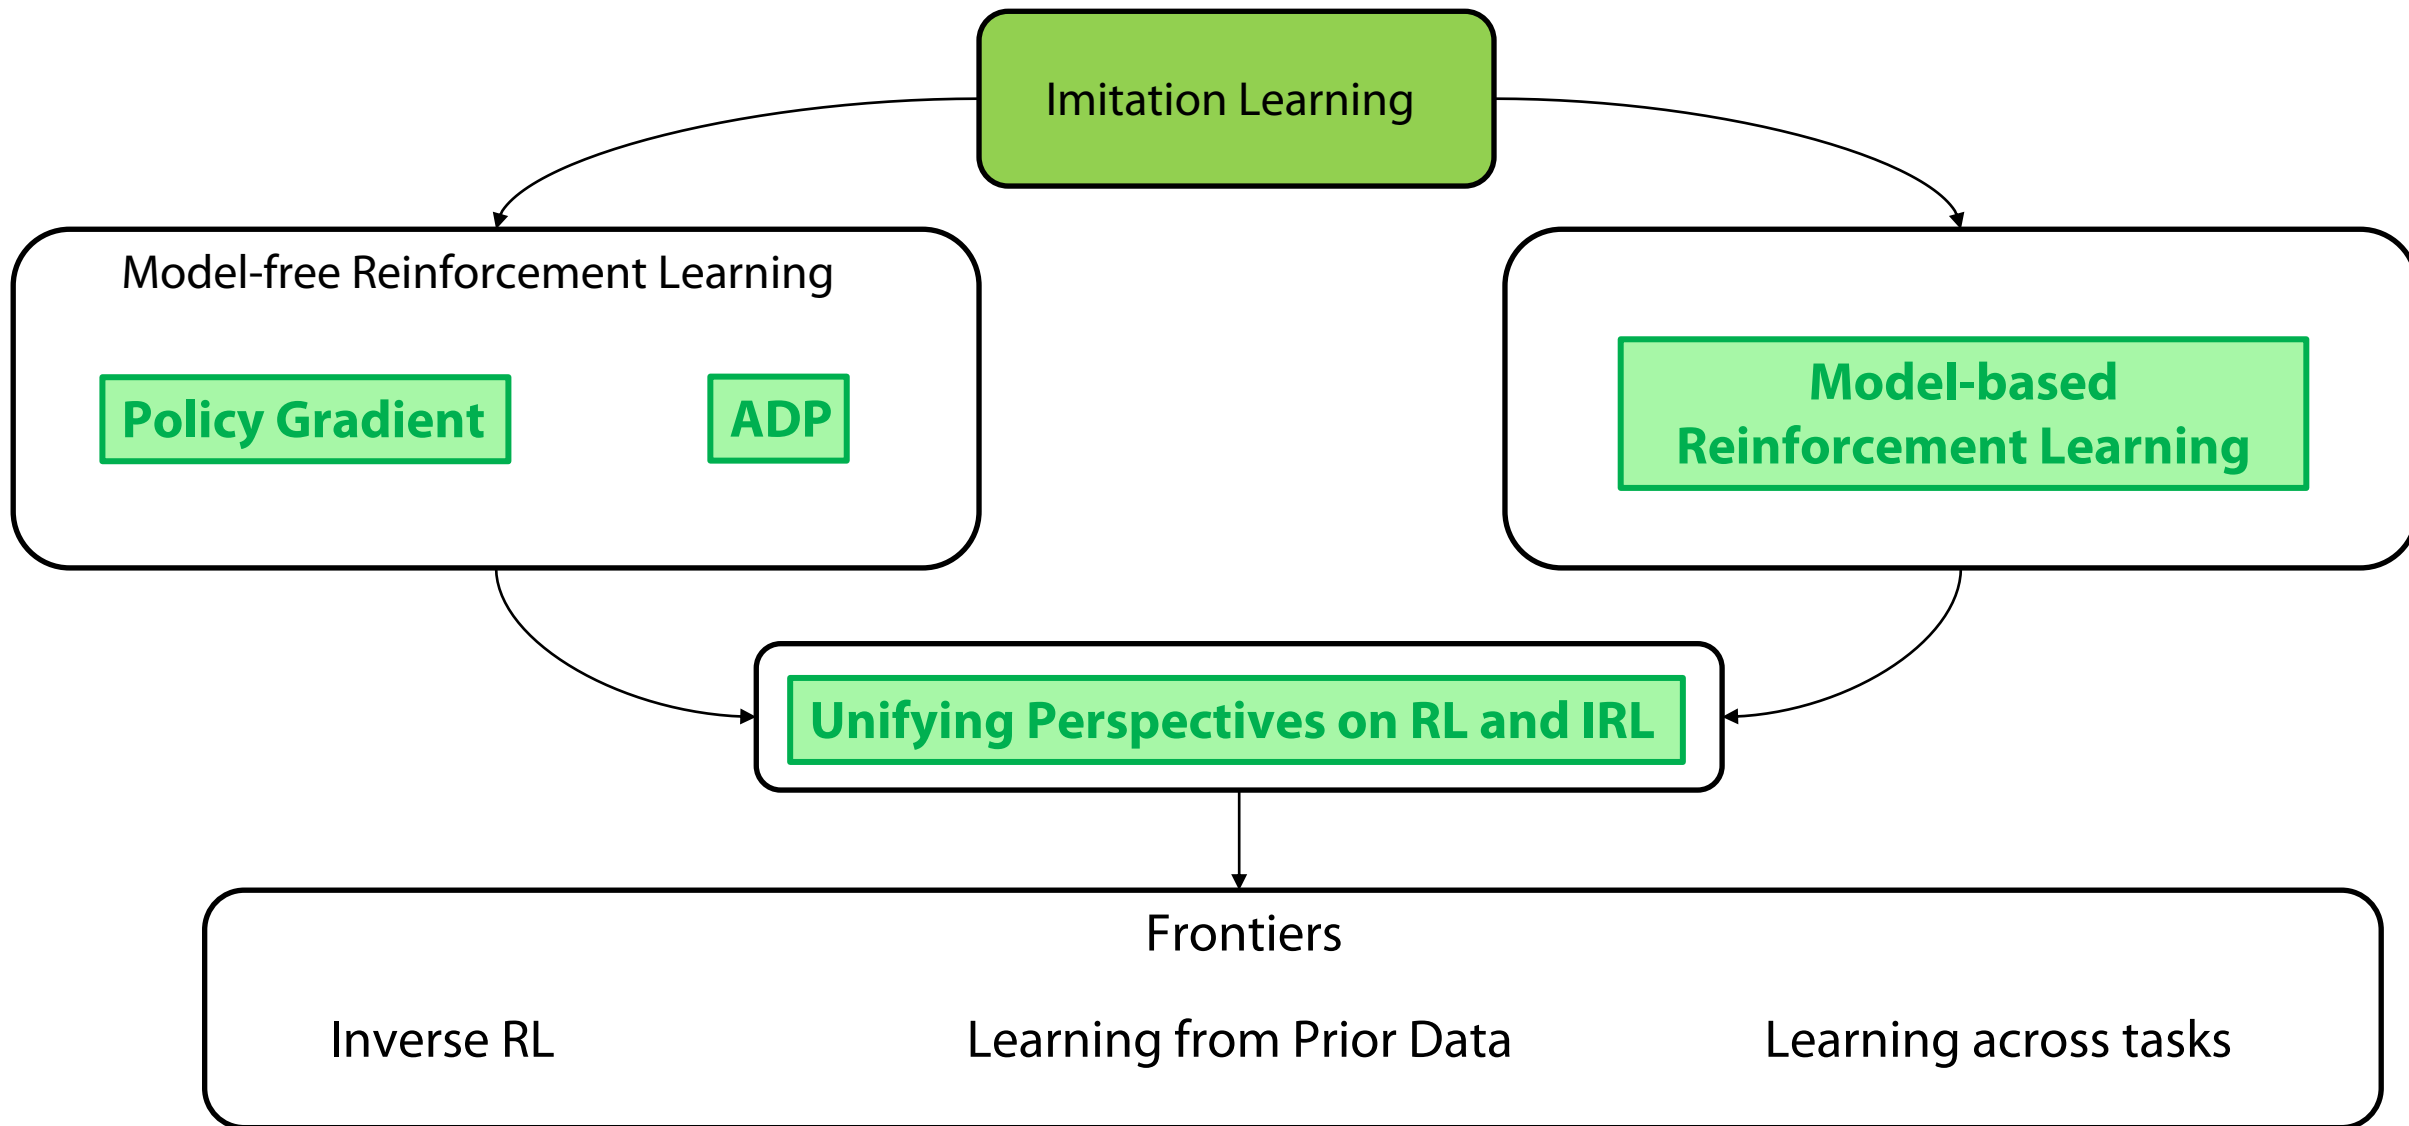 Imitation Learning
Model-free Reinforcement Learning
Policy Gradient
ADP
Model-based
Reinforcement Learning
Unifying Perspectives on RL and IRL
Frontiers
Inverse RL
Learning from Prior Data
Learning across tasks